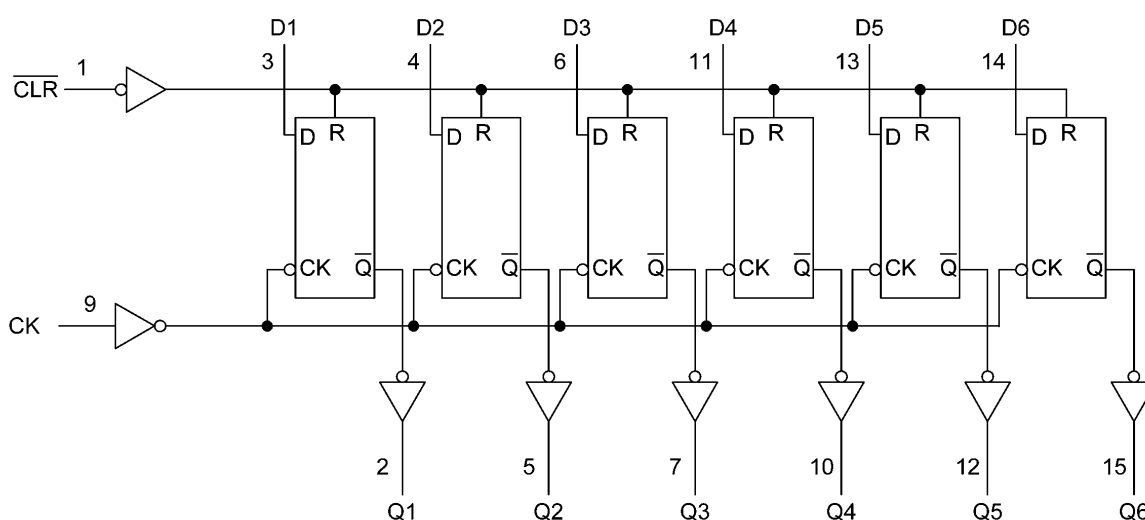 D1 D2 D3 D4 D5 D6
3 4 6 11 13 14
CLR 1
R R R R R R
D D D D D D
CK Q CK Q CK Q CK Q CK Q CK Q
CK 9
2 5 7 10 12 15
Q1 Q2 Q3 Q4 Q5 Q6